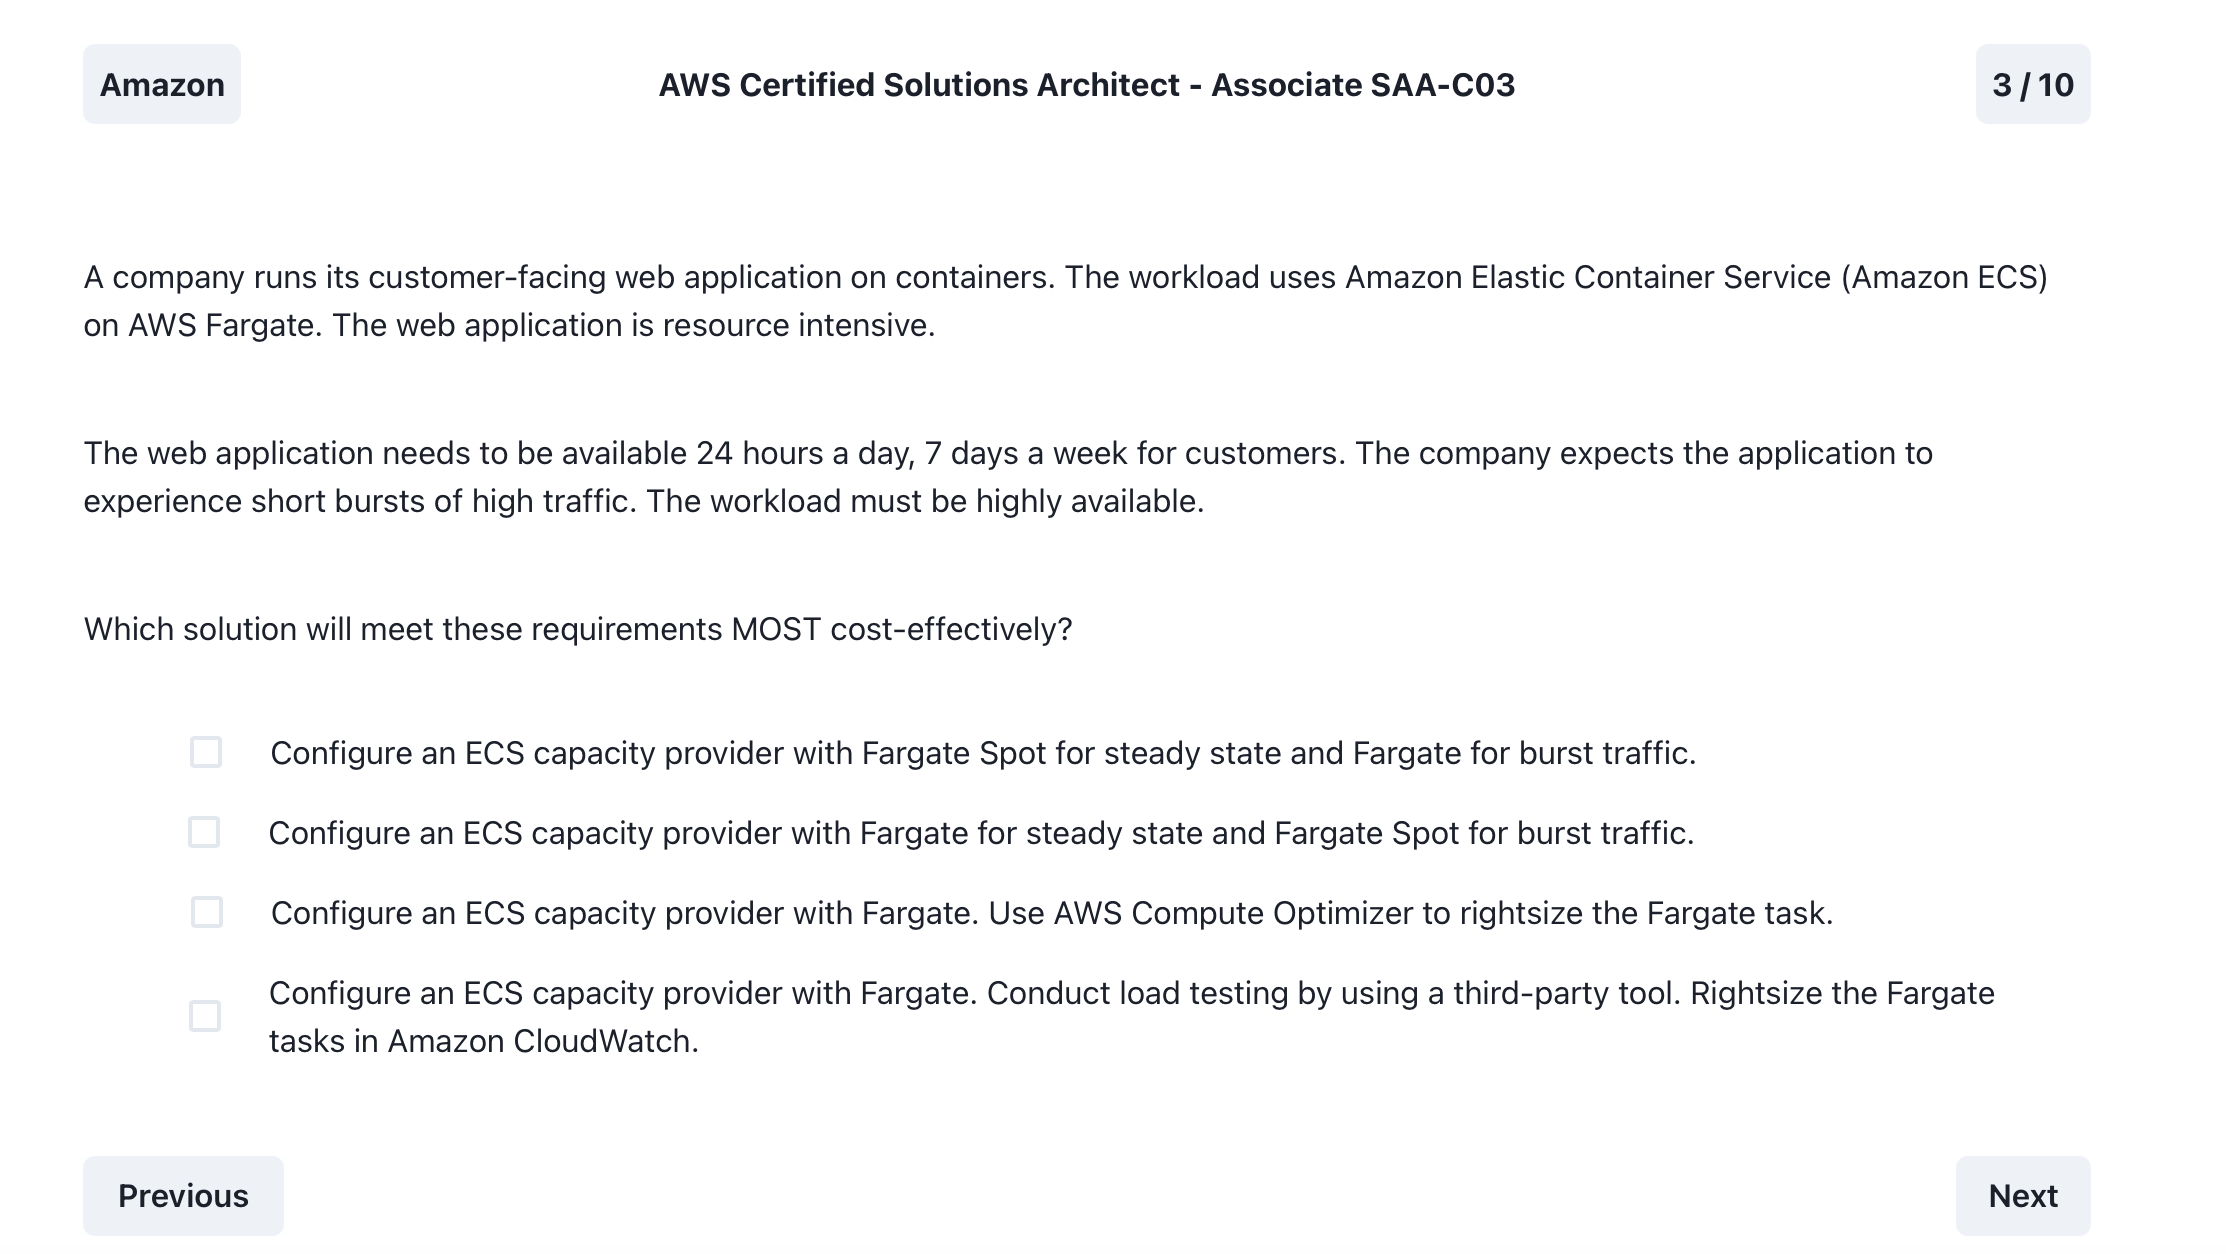 Amazon
AWS Certified Solutions Architect - Associate SAA-C03
3 / 10
A company runs its customer-facing web application on containers. The workload uses Amazon Elastic Container Service (Amazon ECS)
on AWS Fargate. The web application is resource intensive.
The web application needs to be available 24 hours a day, 7 days a week for customers. The company expects the application to
experience short bursts of high traffic. The workload must be highly available.
Which solution will meet these requirements MOST cost-effectively?
Configure an ECS capacity provider with Fargate Spot for steady state and Fargate for burst traffic.
Configure an ECS capacity provider with Fargate for steady state and Fargate Spot for burst traffic.
Configure an ECS capacity provider with Fargate. Use AWS Compute Optimizer to rightsize the Fargate task.
Configure an ECS capacity provider with Fargate. Conduct load testing by using a third-party tool. Rightsize the Fargate
tasks in Amazon CloudWatch.
Previous
Next